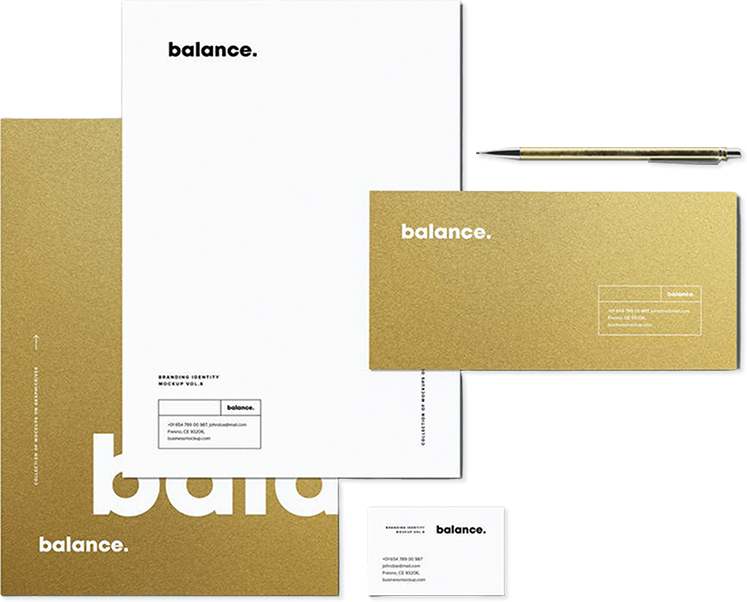 balance.
BRANDING IDENTITY
MOCKUP VOL.8
balance.
+01 654 789 00 987, johndoe@mail.com
Fresno, CE 93206,
businessmockup.com
COLLECTION OF MOCKUPS O
COLLECTION OF MOCKUPS ON GRAPHICRIVER
bala
balance.
balance.
balance.
+01 654 789 00 987, johndoe@mail.com
Fresno, CE 93206,
businessmockup.com
BRANDING IDENTITY
MOCKUP VOL.8
balance.
+01 654 789 00 987
johndoe@mail.com
Fresno, CE 93206,
businessmockup.com